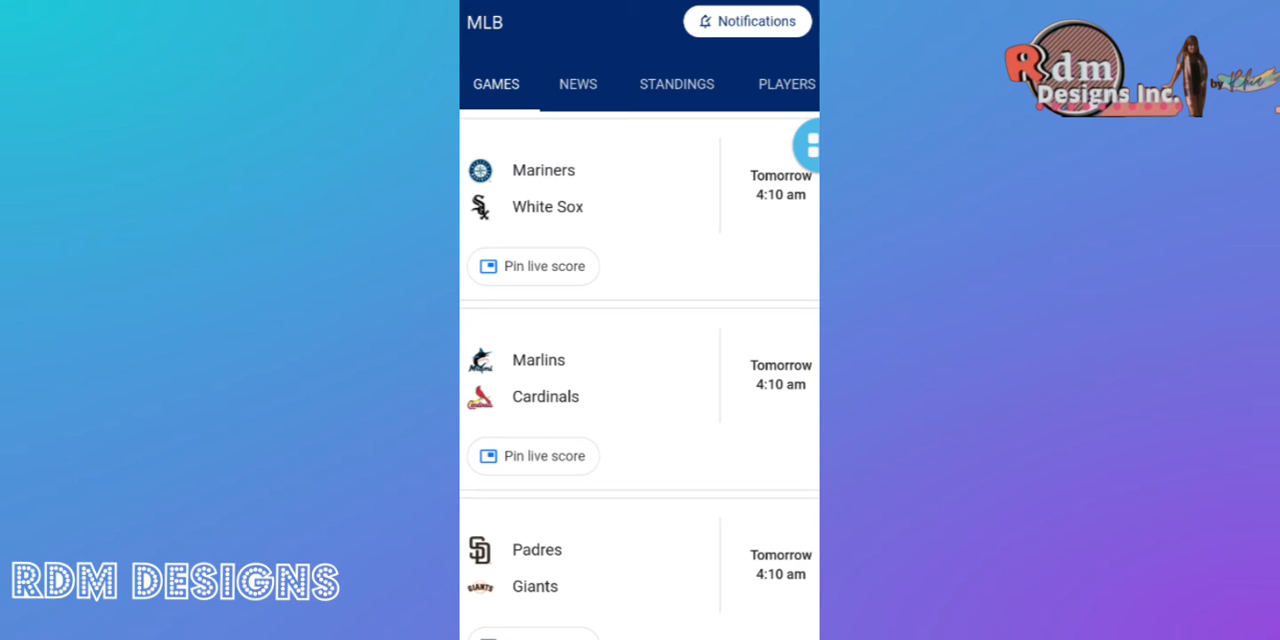 MLB
Notifications
GAMES NEWS STANDINGS PLAYERS
Mariners
White Sox
Tomorrow
4:10 am
Pin live score
Marlins
Cardinals
Tomorrow
4:10 am
Pin live score
Padres
Giants
Tomorrow
4:10 am
Rdm
Designs Inc.
by
RDM DESIGNS